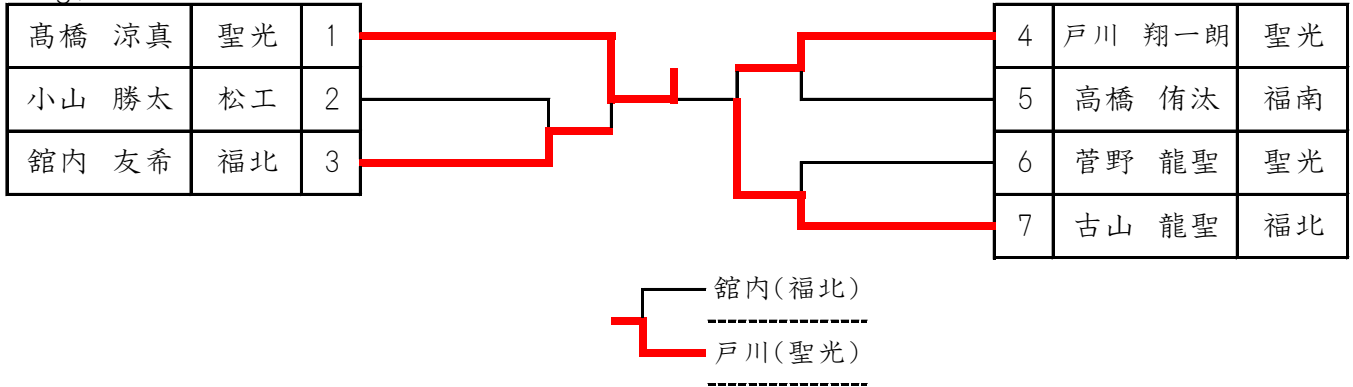 髙橋 涼真 聖光 1
小山 勝太 松工 2
舘内 友希 福北 3
4 戸川 翔一朗 聖光
5 高橋 侑汰 福南
6 菅野 龍聖 聖光
7 古山 龍聖 福北
舘内(福北)
戸川(聖光)